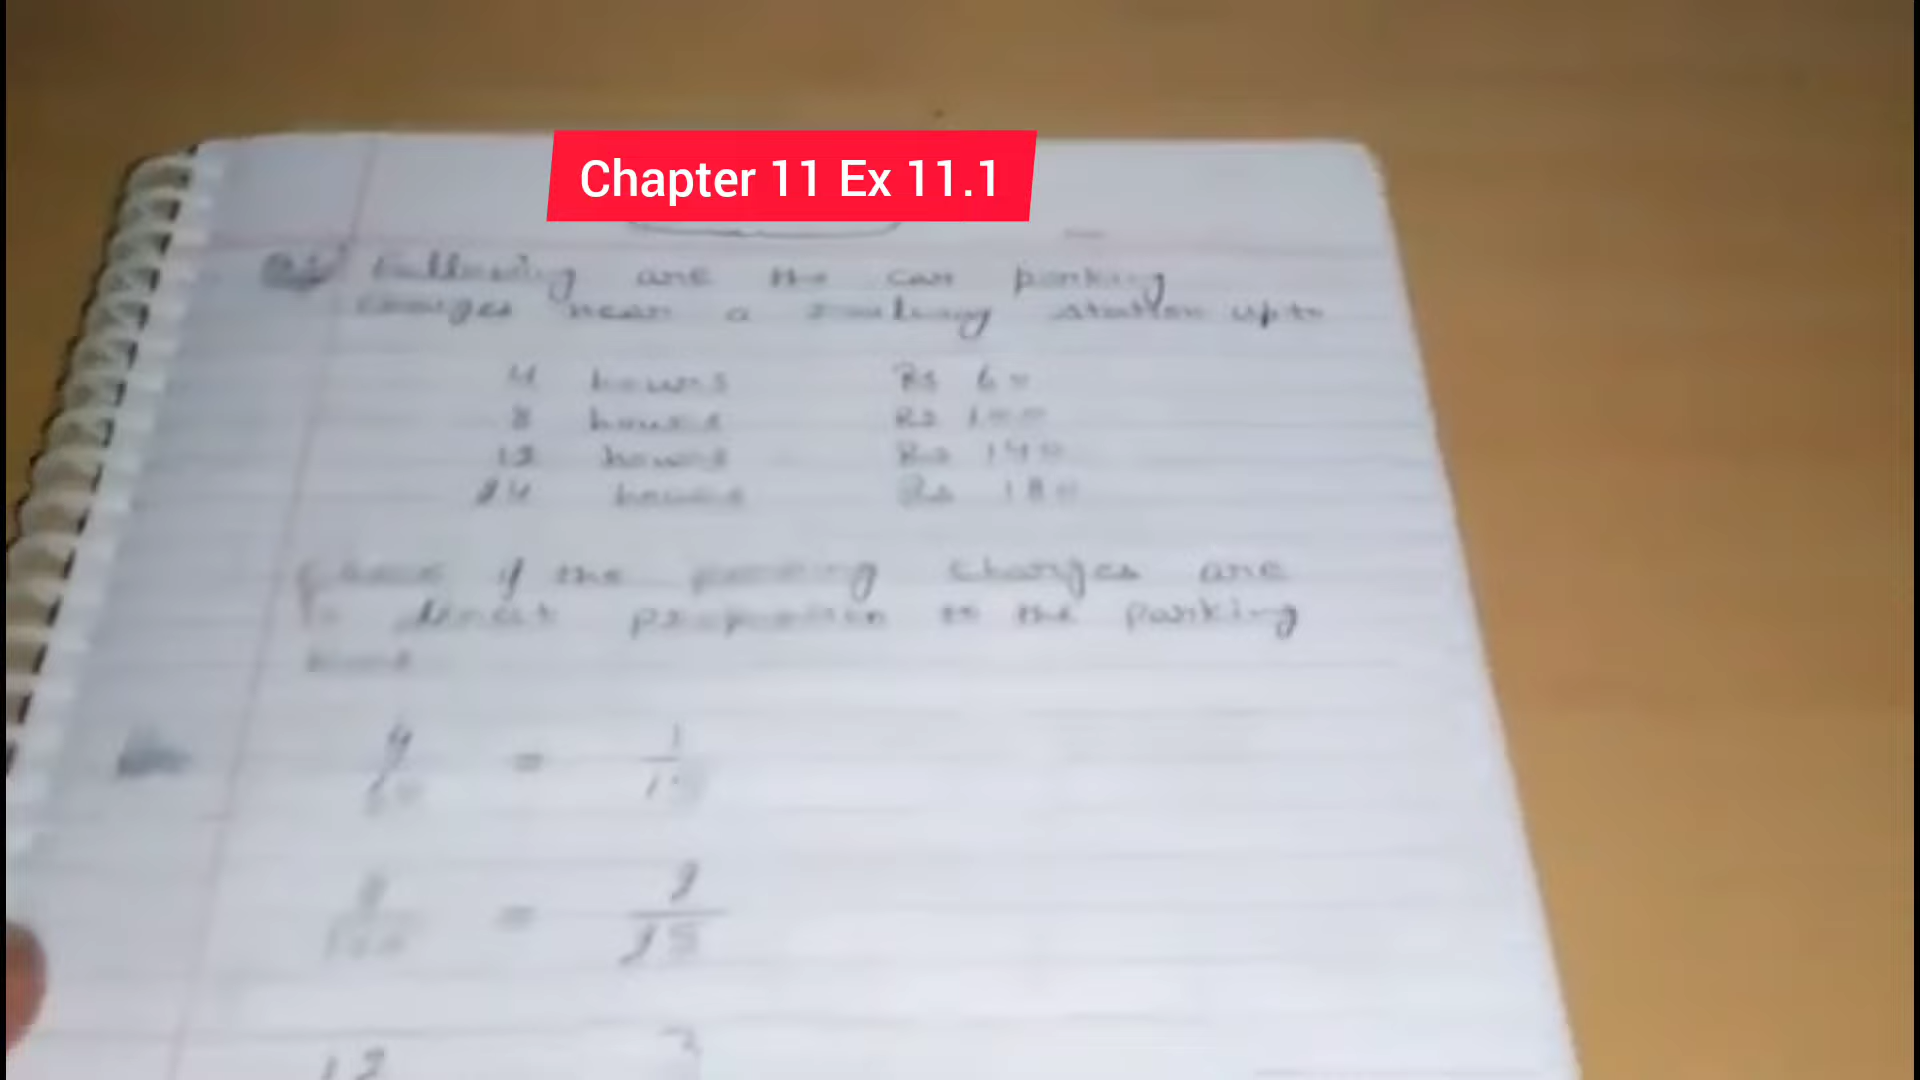 Chapter 11 Ex 11.1
Q1 Following are the car parking
charges near a railway station upto
4 hours Rs 60
8 hours Rs 100
12 hours Rs 140
24 hours Rs 180
Check if the parking charges are
in direct proportion to the parking
time
4/60 = 1/15
8/100 = 2/25
12 3